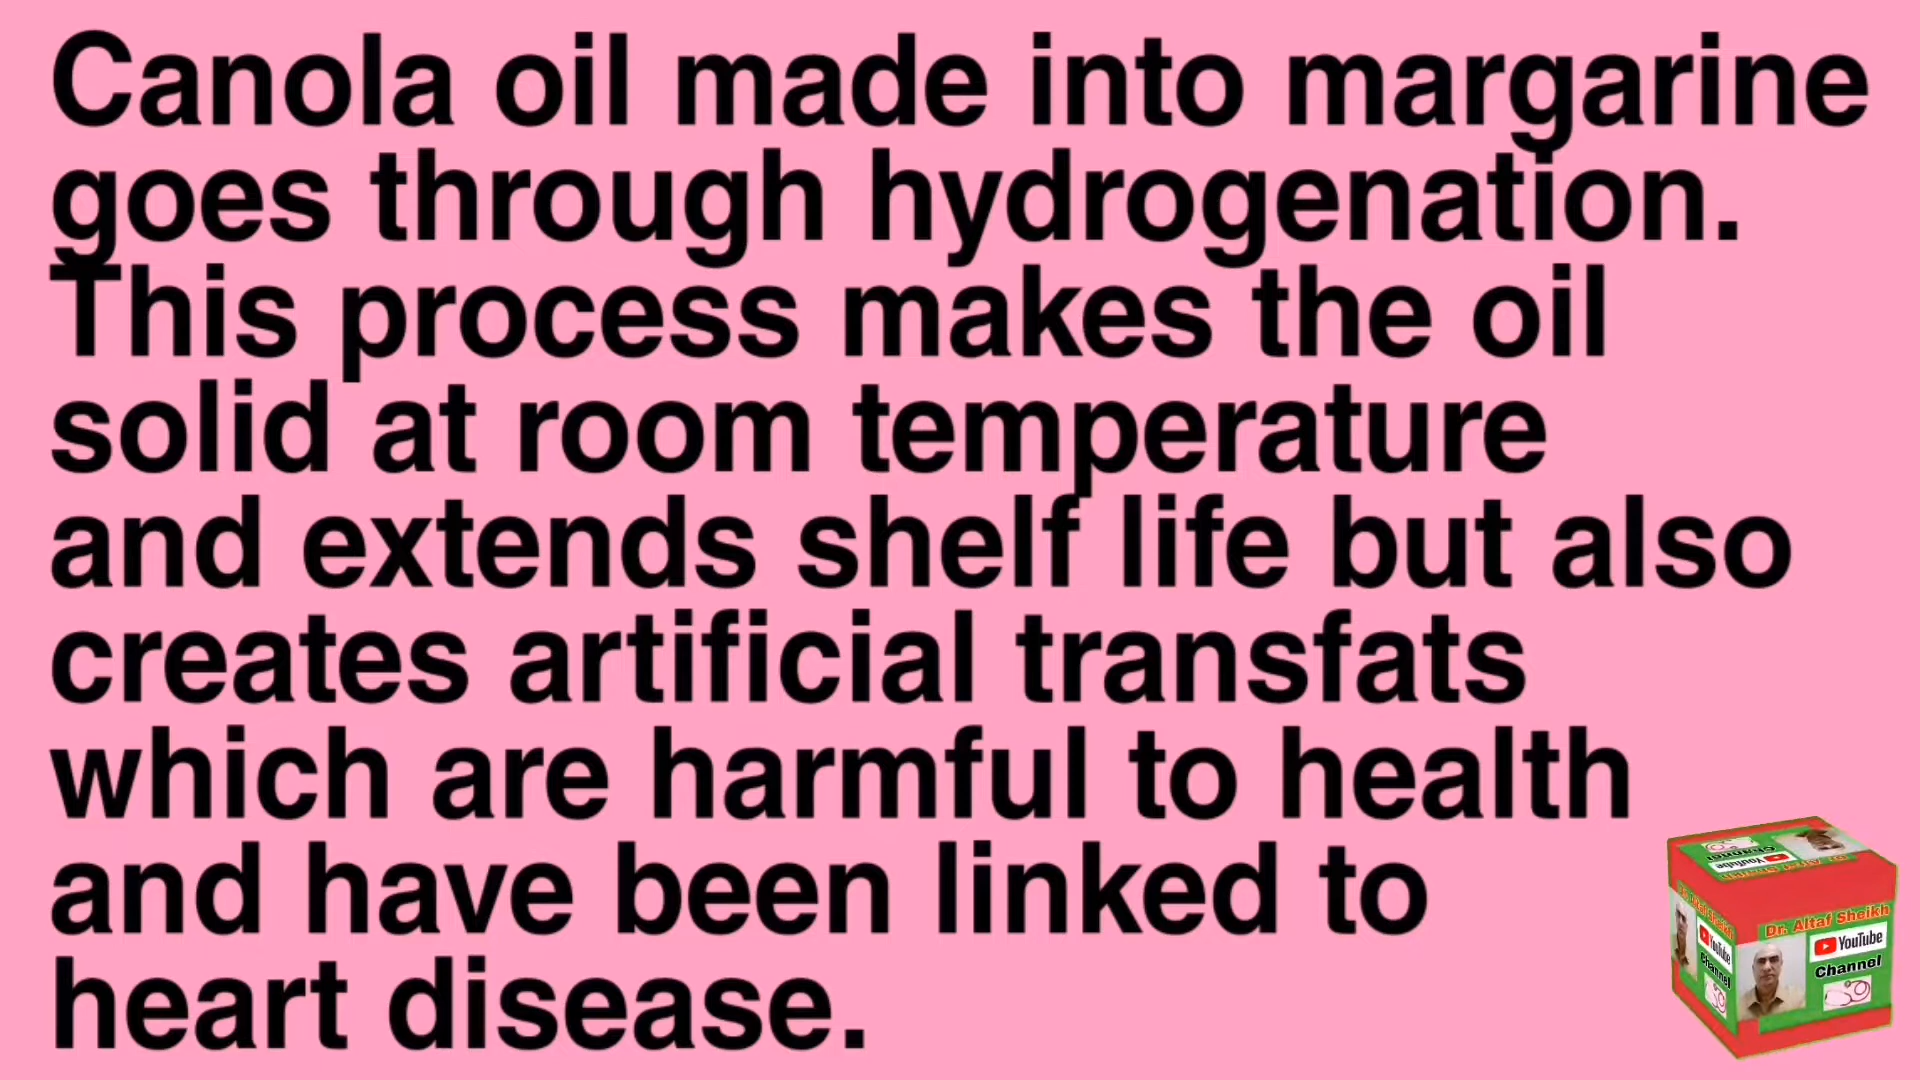 Canola oil made into margarine
goes through hydrogenation.
This process makes the oil
solid at room temperature
and extends shelf life but also
creates artificial transfats
which are harmful to health
and have been linked to
heart disease.
Dr. Altaf Sheikh
YouTube
Channel